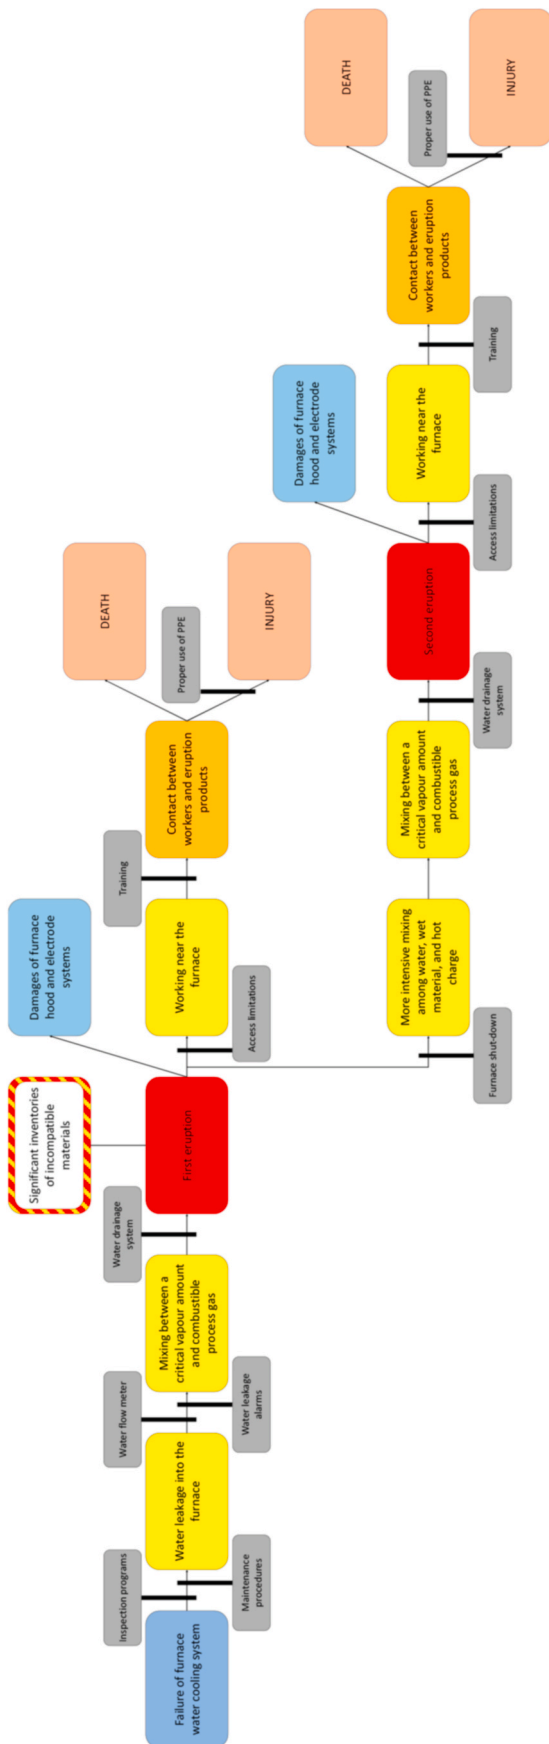 Failure of furnace
water cooling system
Inspection programs
Maintenance
procedures
Water leakage into the
furnace
Water flow meter
Water leakage
alarms
Mixing between a
critical vapour amount
and combustible
process gas
Water drainage
system
Significant inventories
of incompatible
materials
First eruption
Damages of furnace
hood and electrode
systems
Access limitations
Working near the
furnace
Training
Contact between
workers and eruption
products
Proper use of PPE
DEATH
INJURY
Furnace shut-down
More intensive mixing
among water, wet
material, and hot
charge
Mixing between a
critical vapour amount
and combustible
process gas
Water drainage
system
Second eruption
Damages of furnace
hood and electrode
systems
Access limitations
Working near the
furnace
Training
Contact between
workers and eruption
products
Proper use of PPE
DEATH
INJURY